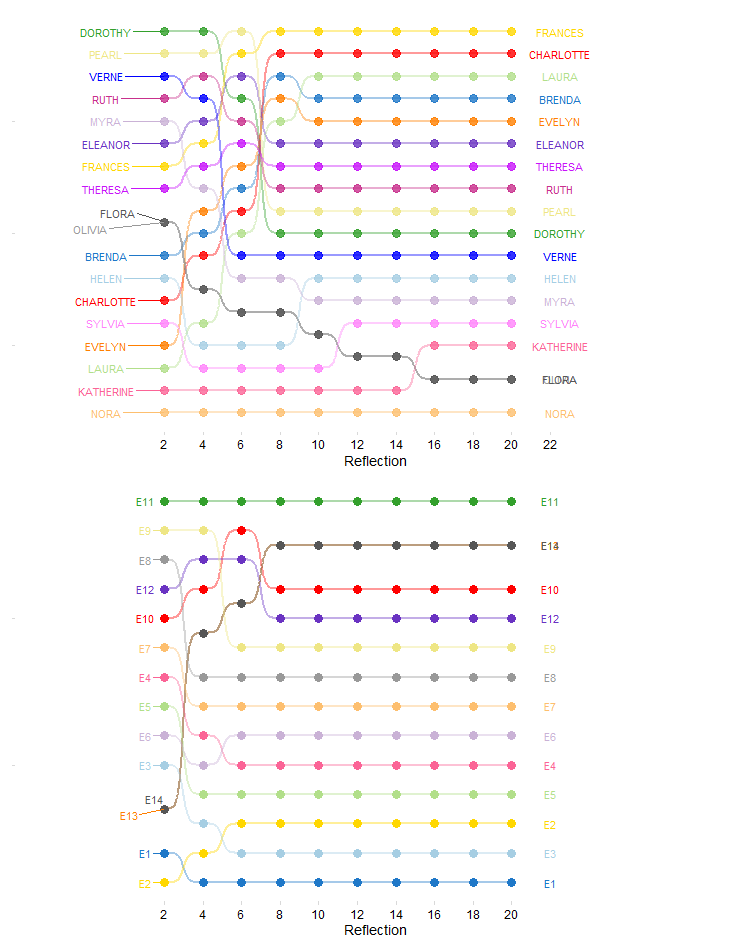 DOROTHY FRANCES
PEARL CHARLOTTE
VERNE LAURA
RUTH BRENDA
MYRA EVELYN
ELEANOR ELEANOR
FRANCES THERESA
THERESA RUTH
FLORA PEARL
OLIVIA DOROTHY
BRENDA VERNE
HELEN HELEN
CHARLOTTE MYRA
SYLVIA SYLVIA
EVELYN KATHERINE
LAURA FLORA
KATHERINE
NORA NORA
2 4 6 8 10 12 14 16 18 20 22
Reflection
E11 E11
E9
E8 E14
E12 E10
E10 E12
E7 E9
E4 E8
E5 E7
E6 E6
E3 E4
E14 E5
E13 E2
E1 E3
E2 E1
2 4 6 8 10 12 14 16 18 20
Reflection